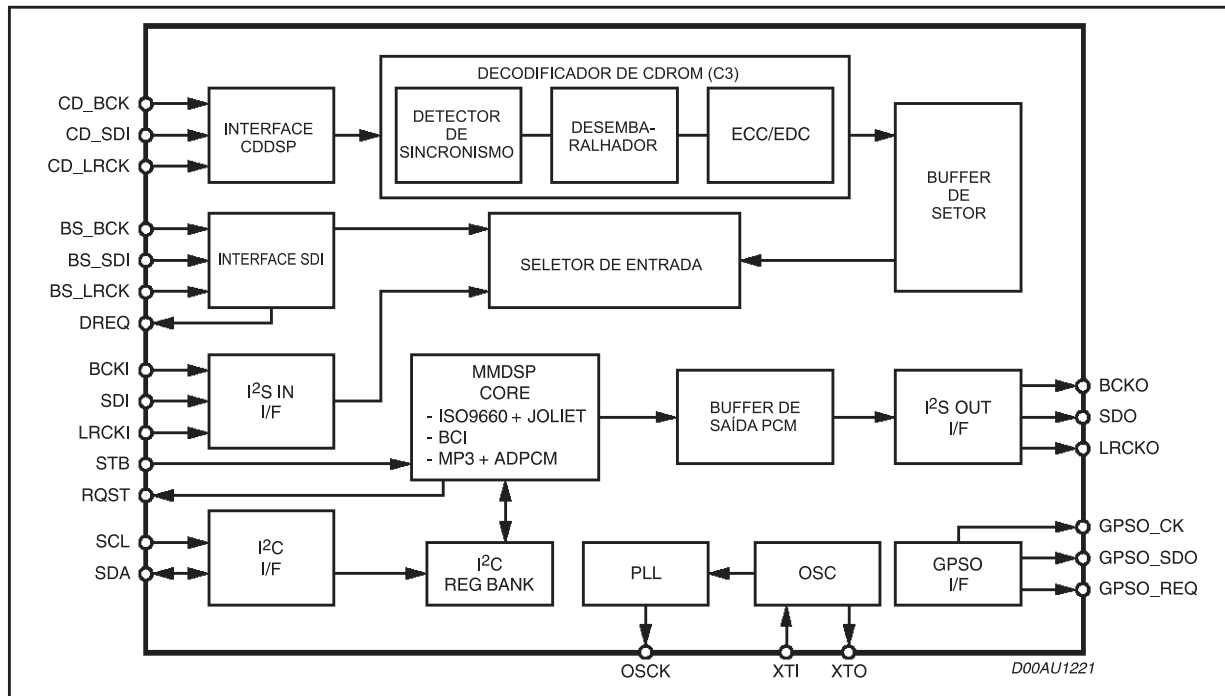 DECODIFICADOR DE CDROM (C3)
CD_BCK
CD_SDI
CD_LRCK
INTERFACE
CDDSP
DETECTOR
DE
SINCRONISMO
DESEMBA-
RALHADOR
ECC/EDC
BUFFER
DE
SETOR
BS_BCK
BS_SDI
BS_LRCK
DREQ
INTERFACE SDI
SELETOR DE ENTRADA
BCKI
SDI
LRCKI
STB
RQST
I²S IN
I/F
MMDSP
CORE
- ISO9660 + JOLIET
- BCI
- MP3 + ADPCM
BUFFER DE
SAÍDA PCM
I²S OUT
I/F
BCKO
SDO
LRCKO
SCL
SDA
I²C
I/F
I²C
REG BANK
PLL
OSC
GPSO
I/F
GPSO_CK
GPSO_SDO
GPSO_REQ
OSCK
XTI
XTO
D00AU1221